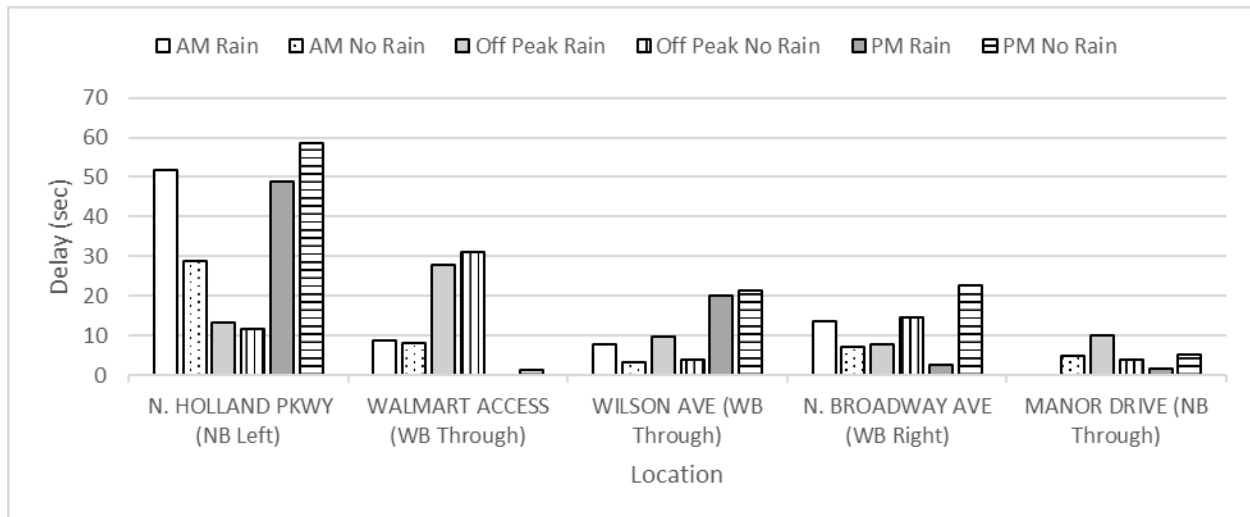 AM Rain AM No Rain Off Peak Rain Off Peak No Rain PM Rain PM No Rain
70
60
50
40
30
20
10
0
Delay (sec)
N. HOLLAND PKWY
(NB Left)
WALMART ACCESS
(WB Through)
WILSON AVE (WB
Through)
N. BROADWAY AVE
(WB Right)
MANOR DRIVE (NB
Through)
Location